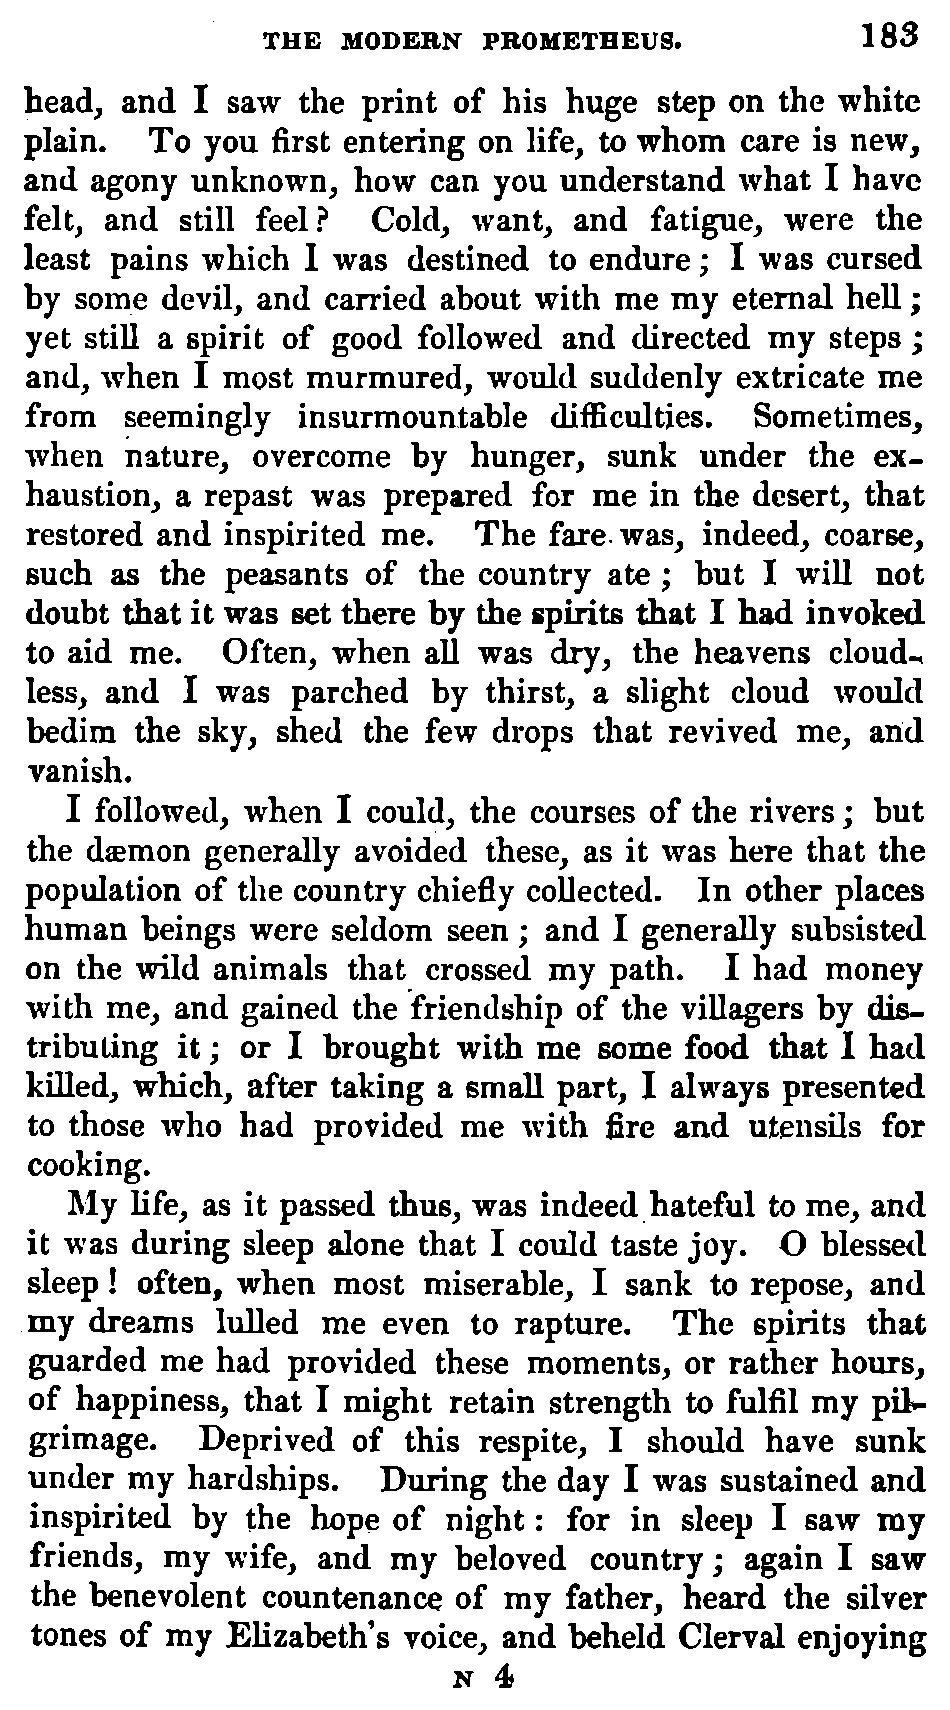 THE MODERN PROMETHEUS. 183
head, and I saw the print of his huge step on the white
plain. To you first entering on life, to whom care is new,
and agony unknown, how can you understand what I have
felt, and still feel? Cold, want, and fatigue, were the
least pains which I was destined to endure; I was cursed
by some devil, and carried about with me my eternal hell;
yet still a spirit of good followed and directed my steps;
and, when I most murmured, would suddenly extricate me
from seemingly insurmountable difficulties. Sometimes,
when nature, overcome by hunger, sunk under the ex-
haustion, a repast was prepared for me in the desert, that
restored and inspirited me. The fare was, indeed, coarse,
such as the peasants of the country ate; but I will not
doubt that it was set there by the spirits that I had invoked
to aid me. Often, when all was dry, the heavens cloud-
less, and I was parched by thirst, a slight cloud would
bedim the sky, shed the few drops that revived me, and
vanish.
I followed, when I could, the courses of the rivers; but
the dæmon generally avoided these, as it was here that the
population of the country chiefly collected. In other places
human beings were seldom seen; and I generally subsisted
on the wild animals that crossed my path. I had money
with me, and gained the friendship of the villagers by dis-
tributing it; or I brought with me some food that I had
killed, which, after taking a small part, I always presented
to those who had provided me with fire and utensils for
cooking.
My life, as it passed thus, was indeed hateful to me, and
it was during sleep alone that I could taste joy. O blessed
sleep! often, when most miserable, I sank to repose, and
my dreams lulled me even to rapture. The spirits that
guarded me had provided these moments, or rather hours,
of happiness, that I might retain strength to fulfil my pil-
grimage. Deprived of this respite, I should have sunk
under my hardships. During the day I was sustained and
inspirited by the hope of night: for in sleep I saw my
friends, my wife, and my beloved country; again I saw
the benevolent countenance of my father, heard the silver
tones of my Elizabeth's voice, and beheld Clerval enjoying
N 4